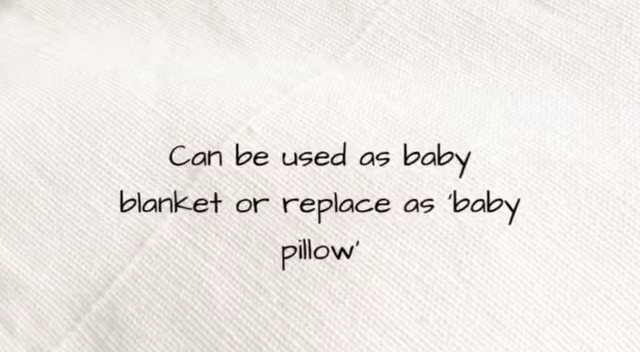 Can be used as baby
blanket or replace as 'baby
pillow'